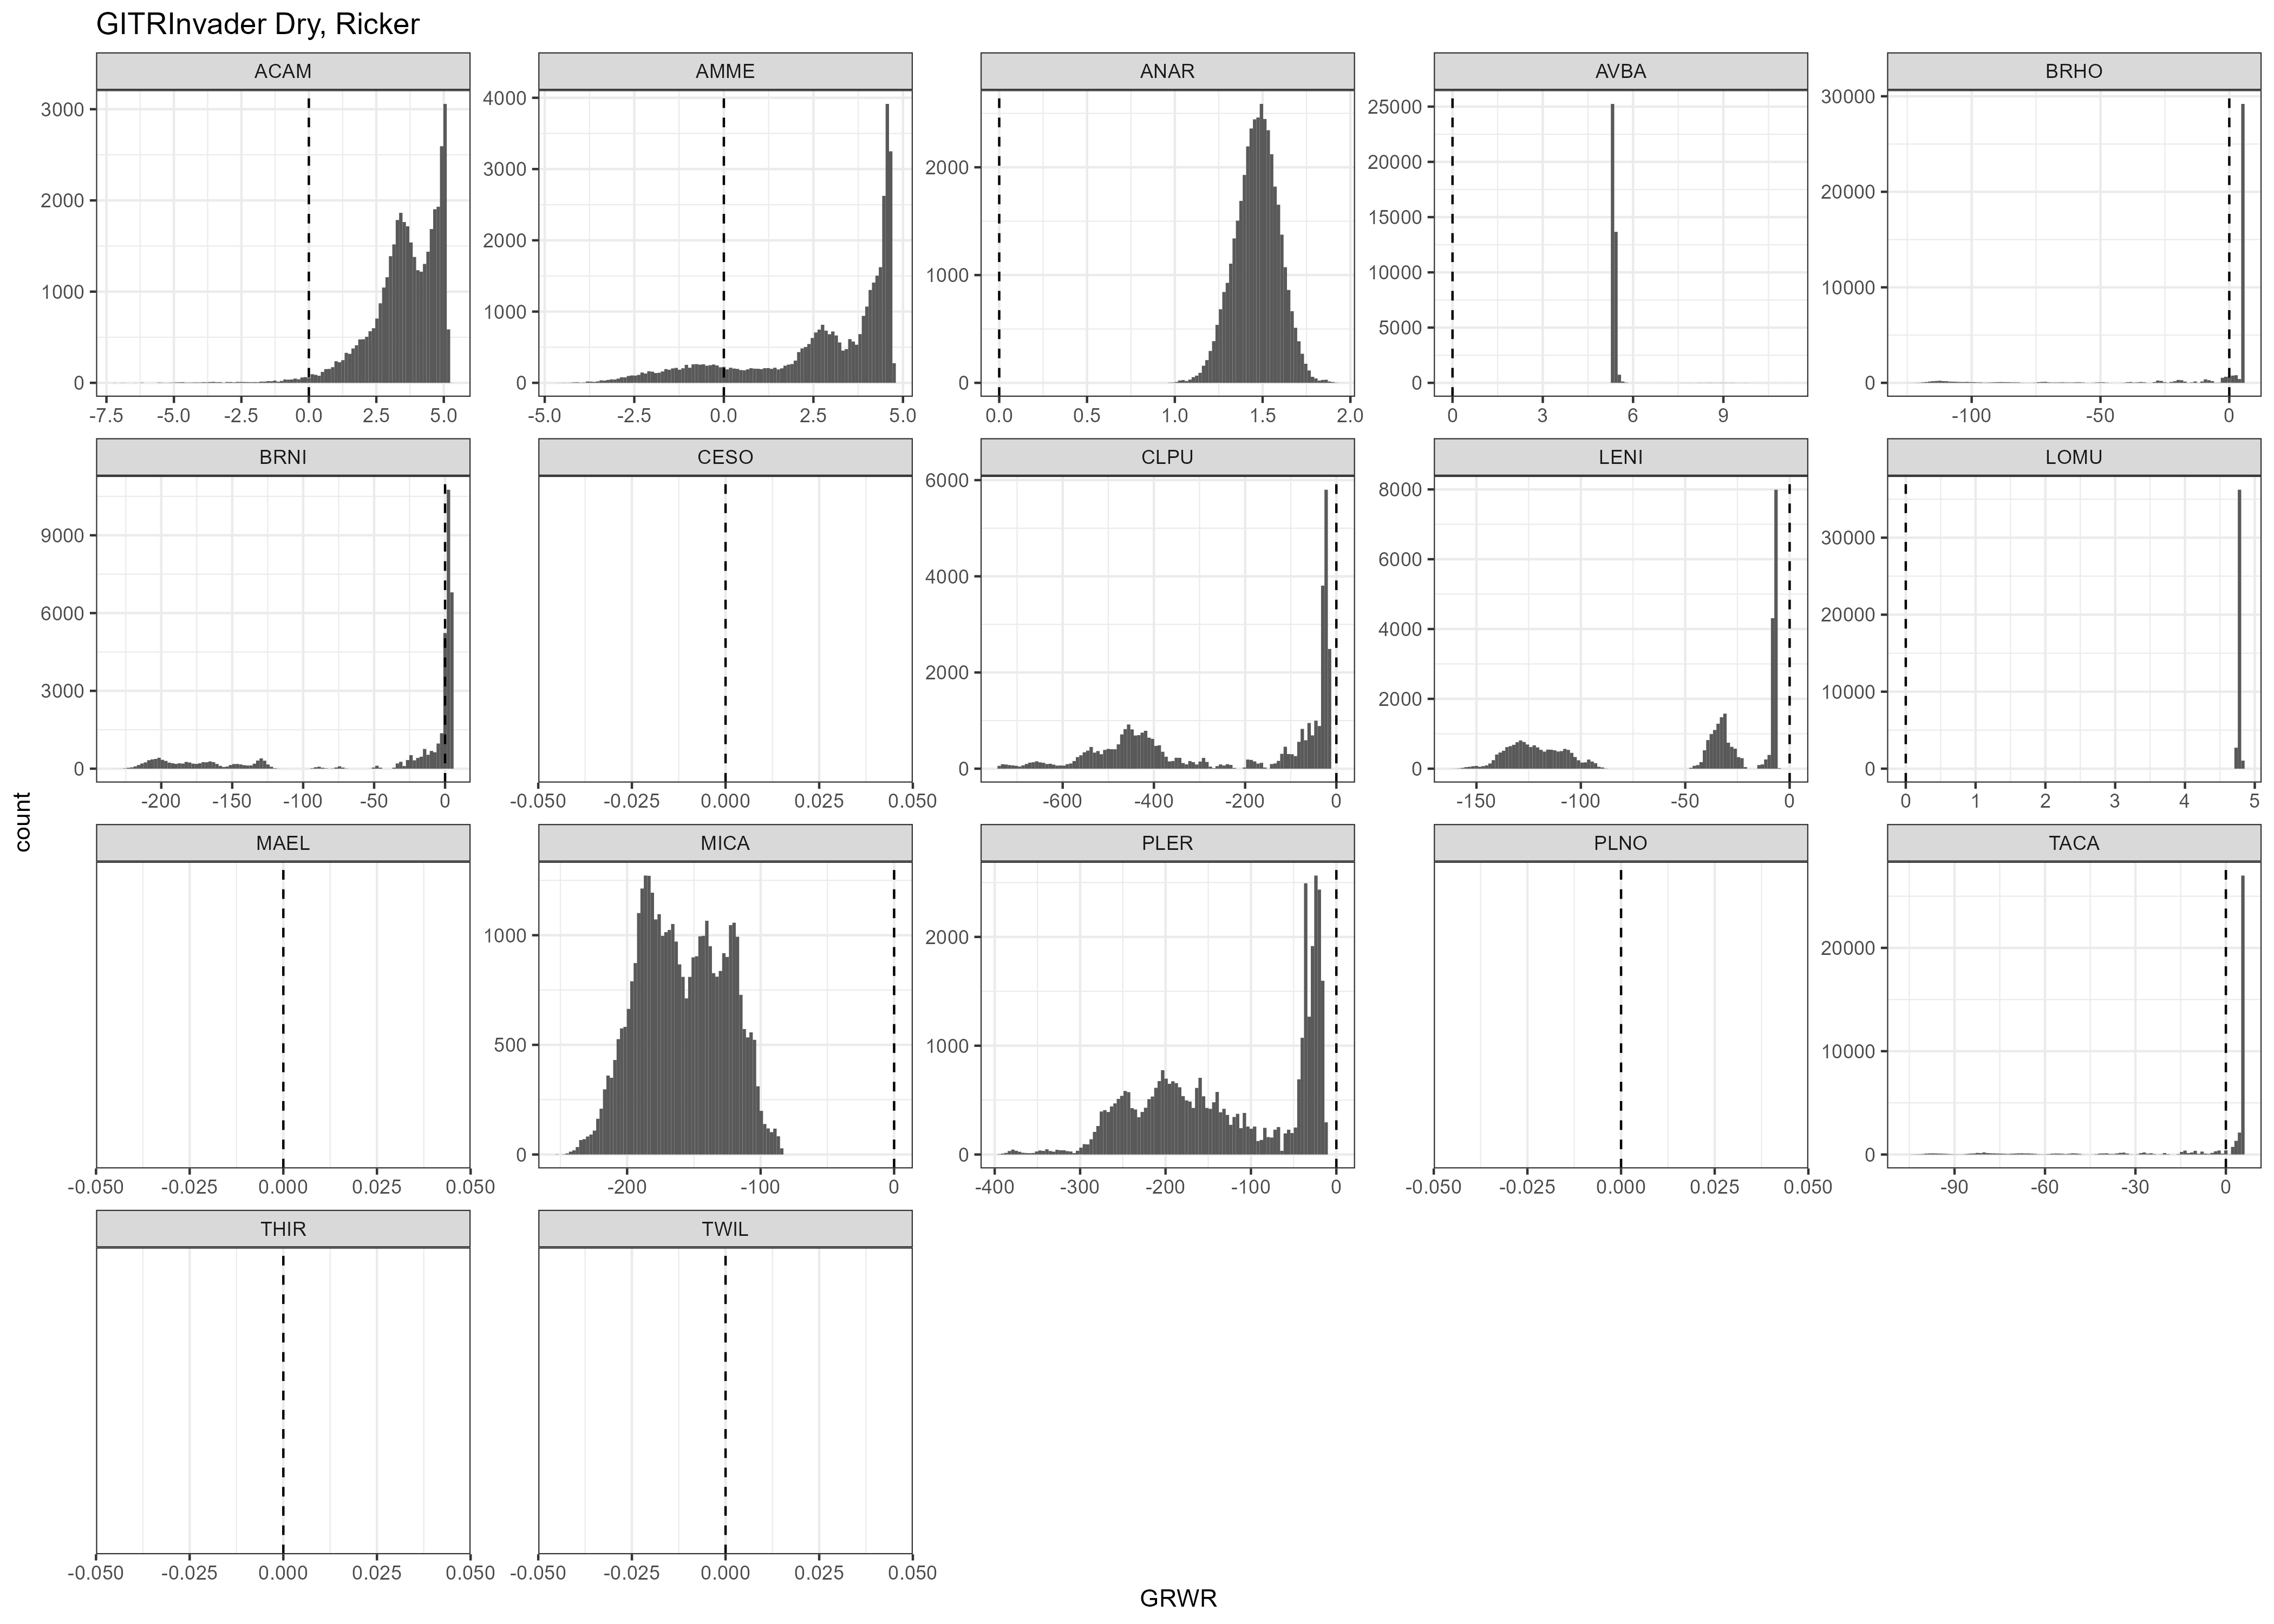 GITRInvader Dry, Ricker
ACAM AMME ANAR AVBA BRHO
3000 2000 1000 0
4000 3000 2000 1000 0
2000 1000 0
25000 20000 15000 10000 5000 0
30000 20000 10000 0
-7.5 -5.0 -2.5 0.0 2.5 5.0
-5.0 -2.5 0.0 2.5 5.0
0.0 0.5 1.0 1.5 2.0
0 3 6 9
-100 -50 0
BRNI CESO CLPU LENI LOMU
9000 6000 3000 0
6000 4000 2000 0
8000 6000 4000 2000 0
30000 20000 10000 0
-200 -150 -100 -50 0
-0.050 -0.025 0.000 0.025 0.050
-600 -400 -200 0
-150 -100 -50 0
0 1 2 3 4 5
count
MAEL MICA PLER PLNO TACA
1000 500 0
2000 1000 0
20000 10000 0
-0.050 -0.025 0.000 0.025 0.050
-200 -100 0
-400 -300 -200 -100 0
-0.050 -0.025 0.000 0.025 0.050
-90 -60 -30 0
THIR TWIL
-0.050 -0.025 0.000 0.025 0.050
-0.050 -0.025 0.000 0.025 0.050
GRWR